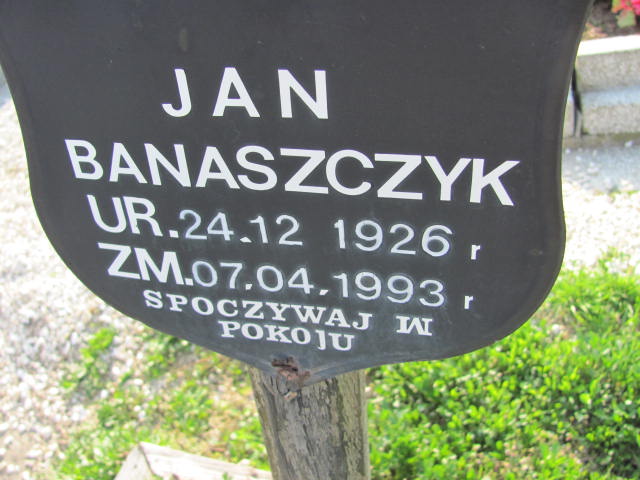 JAN
BANASZCZYK
UR.24.12 1926 r
ZM.07.04.1993 r
SPOCZYWAJ W
POKOJU